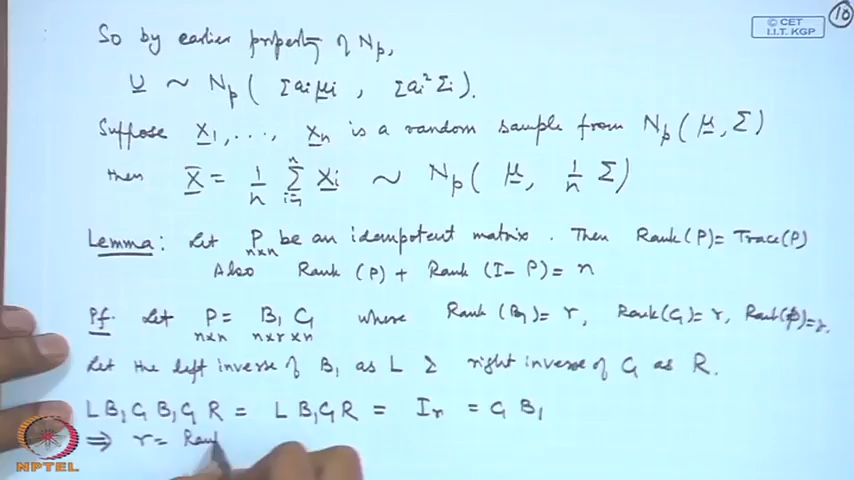 10
© CET
I.I.T. KGP
So by earlier property of Np,
U ~ Np ( Σ ai μi , Σ ai² Σi ).
Suppose X1, ..., Xn is a random sample from Np ( μ, Σ )
then X̄ = 1/n Σ_{i=1}^{n} Xi ~ Np ( μ, 1/n Σ )
Lemma : Let P_{n×n} be an idempotent matrix . Then Rank (P) = Trace (P)
Also Rank (P) + Rank (I - P) = n
Pf. Let P = B1 C1 where Rank (B1) = r, Rank (C1) = r, Rank (P) = r.
n×n n×r r×n
Let the left inverse of B1 as L & right inverse of C1 as R.
L B1 C1 B1 C1 R = L B1 C1 R = Ir = C1 B1
⇒ r = Rank
NPTEL